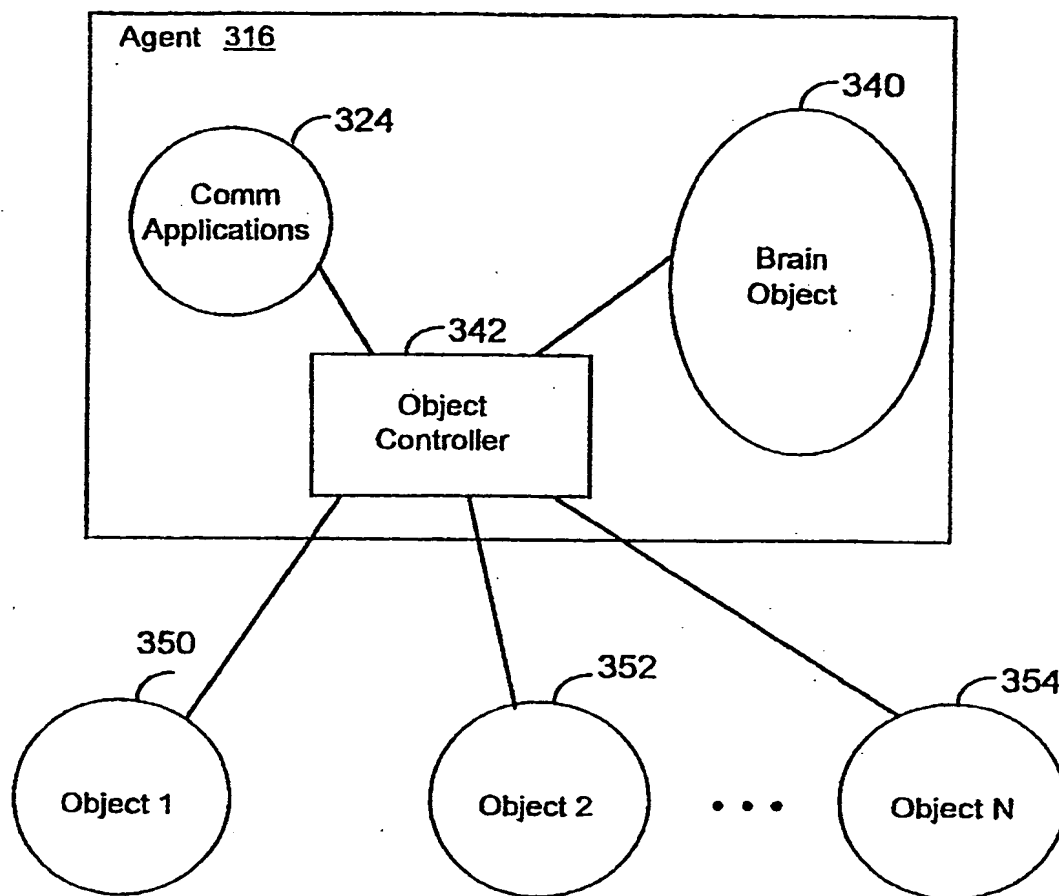 Agent 316
340
324
Comm
Applications
Brain
Object
342
Object
Controller
350
352
354
Object 1
Object 2
• • •
Object N